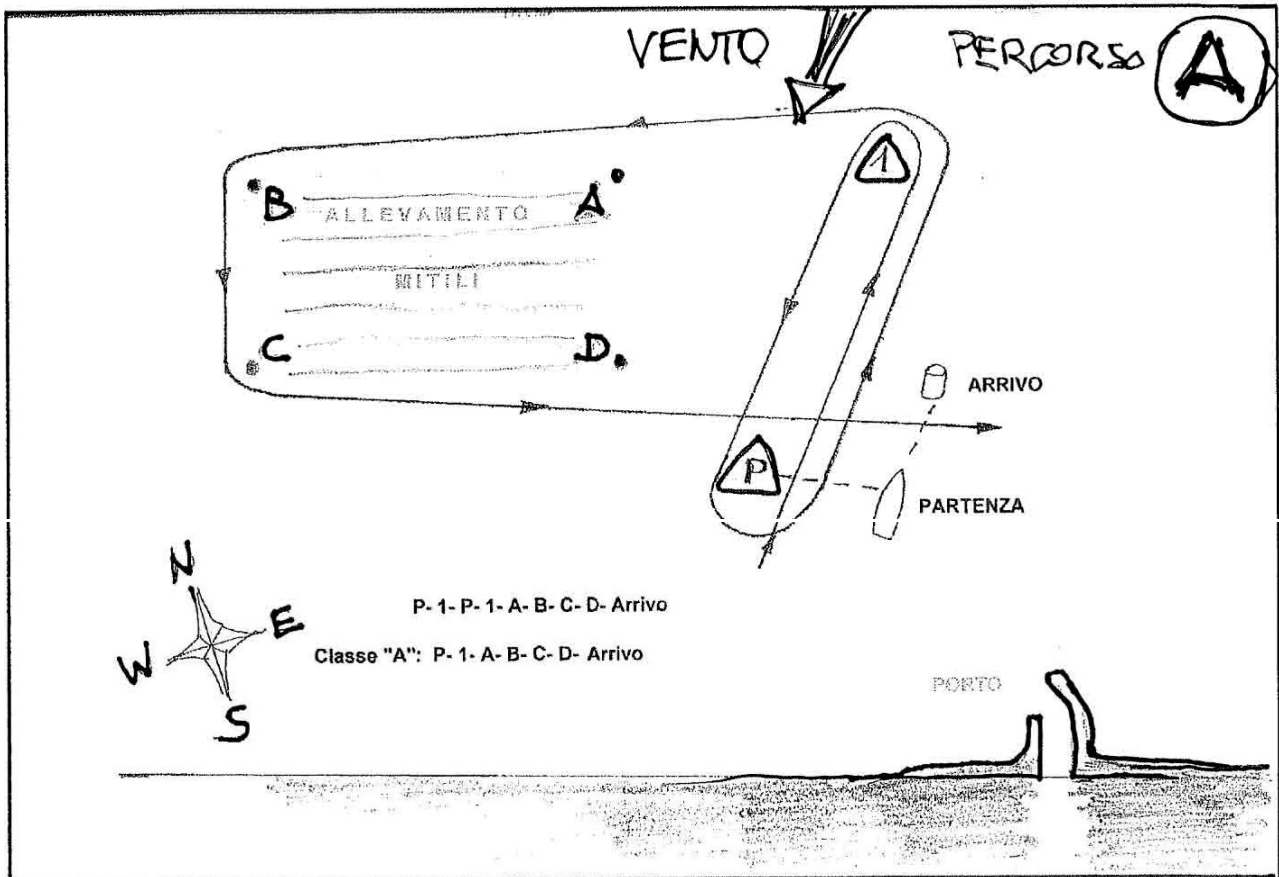 VENTO
PERCORSO A
1
B
ALLEVAMENTO
A
MITILI
C
D
ARRIVO
P
PARTENZA
N
E
W
S
P- 1- P- 1- A- B- C- D- Arrivo
Classe "A": P- 1- A- B- C- D- Arrivo
PORTO